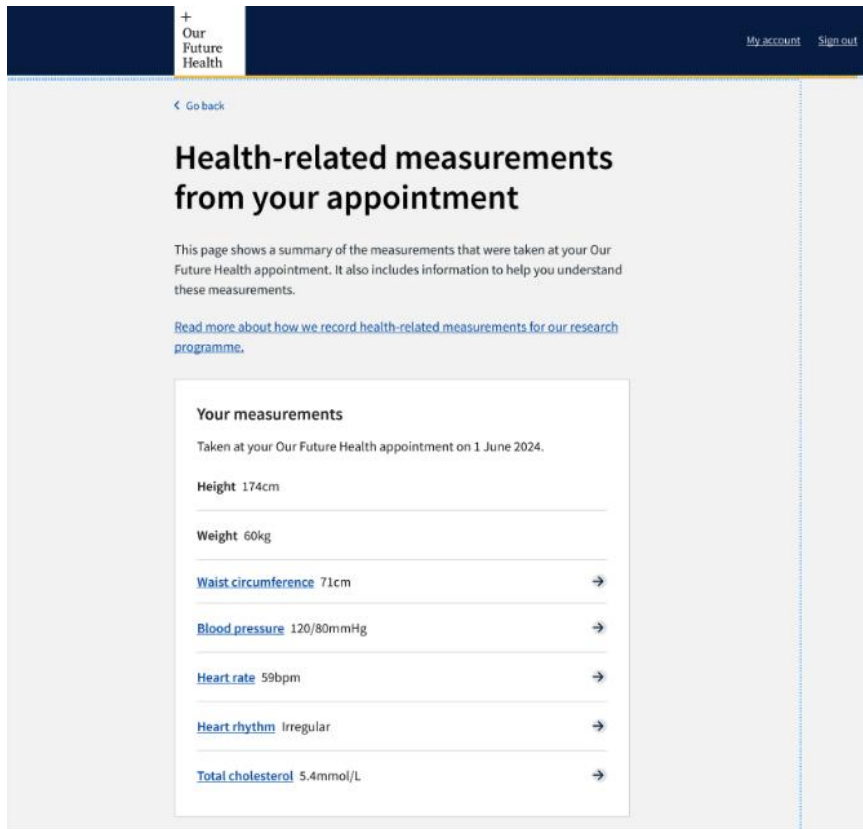 +
Our
Future
Health
My account Sign out
Go back
Health-related measurements
from your appointment
This page shows a summary of the measurements that were taken at your Our
Future Health appointment. It also includes information to help you understand
these measurements.
Read more about how we record health-related measurements for our research
programme.
Your measurements
Taken at your Our Future Health appointment on 1 June 2024.
Height 174cm
Weight 60kg
Waist circumference 71cm
Blood pressure 120/80mmHg
Heart rate 59bpm
Heart rhythm Irregular
Total cholesterol 5.4mmol/L